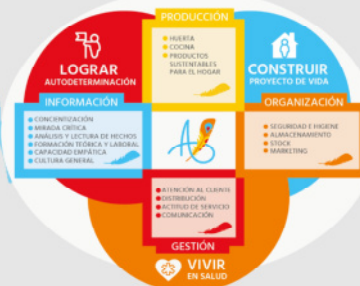 PRODUCCIÓN
HUERTA
COCINA
PRODUCTOS
SUSTENTABLES
PARA EL HOGAR
LOGRAR
AUTODETERMINACIÓN
CONSTRUIR
PROYECTO DE VIDA
INFORMACIÓN
CONCIENTIZACIÓN
MIRADA CRÍTICA
ANÁLISIS Y LECTURA DE HECHOS
FORMACIÓN TEÓRICA Y LABORAL
CAPACIDAD EMPÁTICA
CULTURA GENERAL
ORGANIZACIÓN
SEGURIDAD E HIGIENE
ALMACENAMIENTO
STOCK
MARKETING
ATENCIÓN AL CLIENTE
DISTRIBUCIÓN
ACTITUD DE SERVICIO
COMUNICACIÓN
GESTIÓN
VIVIR
EN SALUD